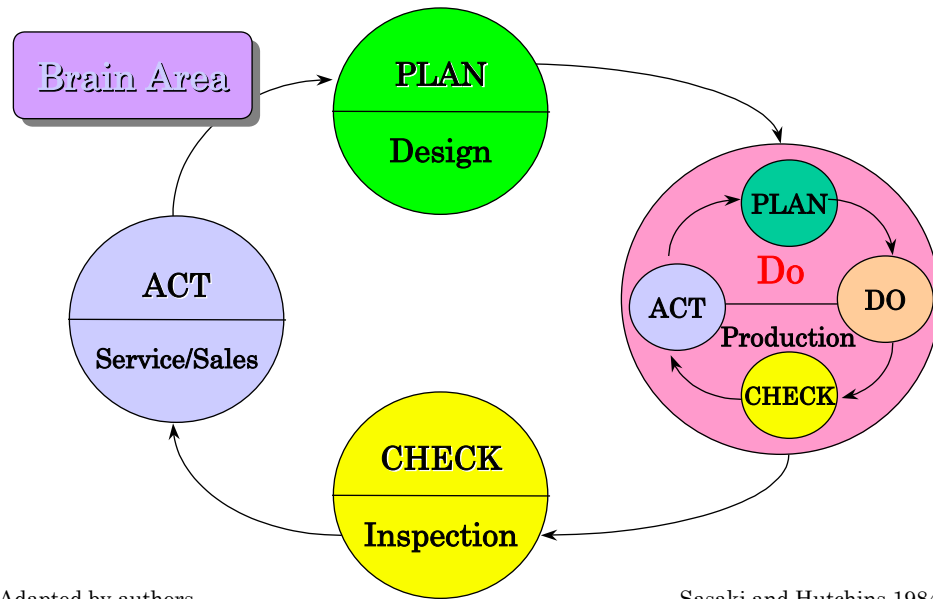 Brain Area
PLAN
Design
PLAN
Do
ACT
DO
Production
CHECK
ACT
Service/Sales
CHECK
Inspection
Adapted by authors
Sasaki and Hutchins 1984